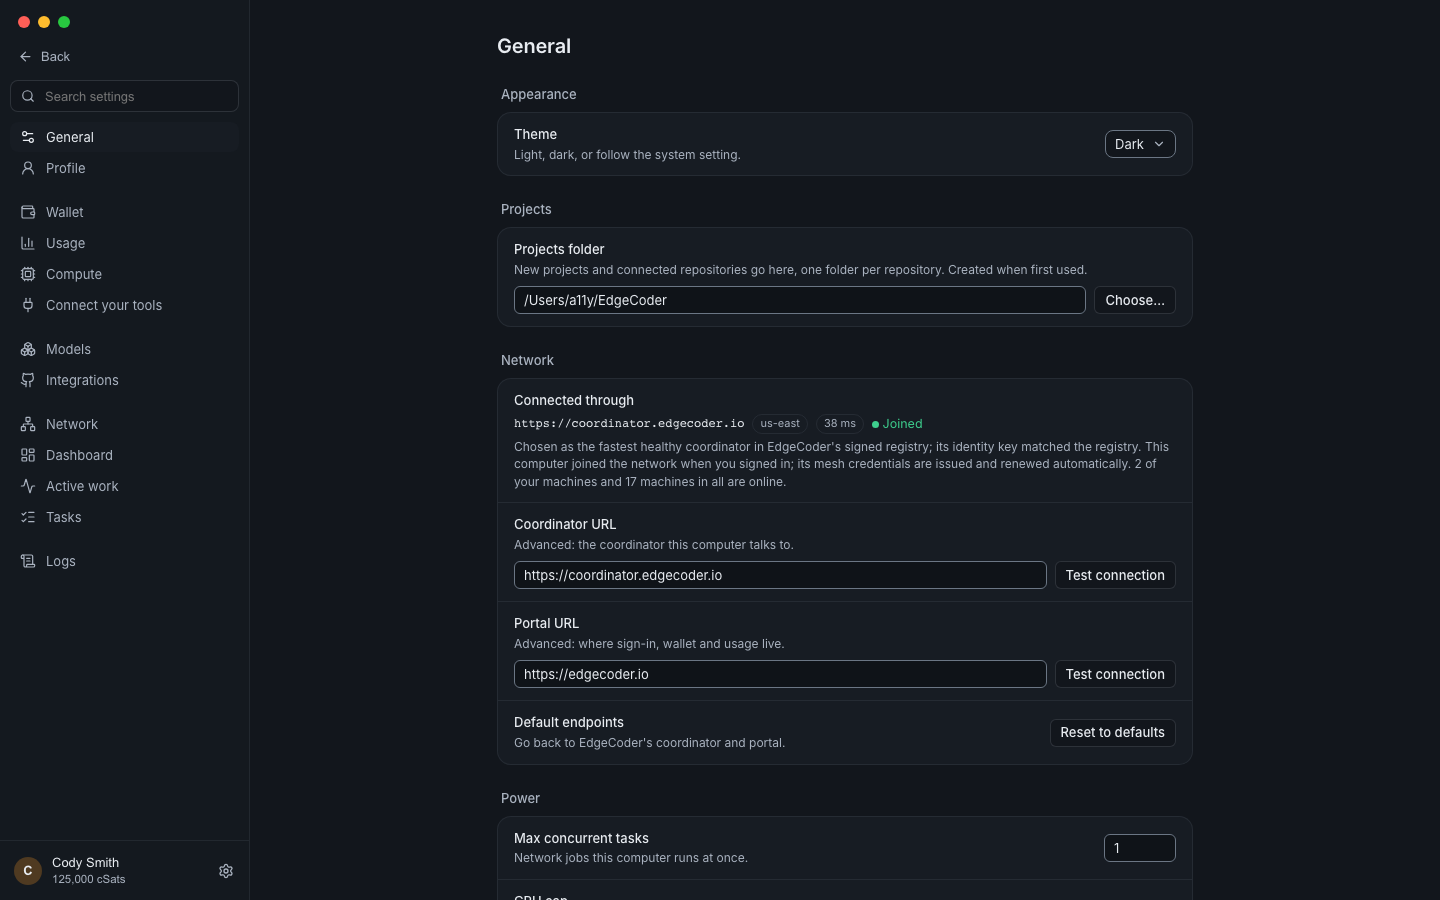 Back
Search settings
General
Profile
Wallet
Usage
Compute
Connect your tools
Models
Integrations
Network
Dashboard
Active work
Tasks
Logs
C
Cody Smith
125,000 cSats
General
Appearance
Theme
Light, dark, or follow the system setting.
Dark
Projects
Projects folder
New projects and connected repositories go here, one folder per repository. Created when first used.
/Users/a11y/EdgeCoder
Choose...
Network
Connected through
https://coordinator.edgecoder.io us-east 38 ms Joined
Chosen as the fastest healthy coordinator in EdgeCoder's signed registry; its identity key matched the registry. This
computer joined the network when you signed in; its mesh credentials are issued and renewed automatically. 2 of
your machines and 17 machines in all are online.
Coordinator URL
Advanced: the coordinator this computer talks to.
https://coordinator.edgecoder.io
Test connection
Portal URL
Advanced: where sign-in, wallet and usage live.
https://edgecoder.io
Test connection
Default endpoints
Go back to EdgeCoder's coordinator and portal.
Reset to defaults
Power
Max concurrent tasks
Network jobs this computer runs at once.
1